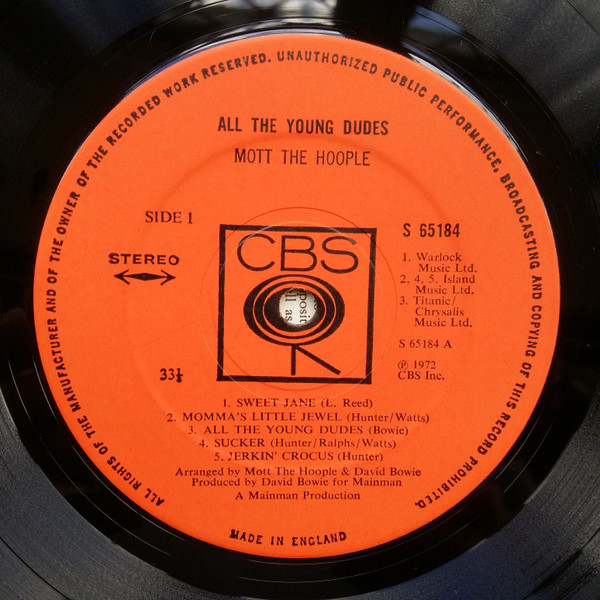 ALL RIGHTS OF THE MANUFACTURER AND OF THE OWNER OF THE RECORDED WORK RESERVED. UNAUTHORIZED PUBLIC PERFORMANCE, BROADCASTING AND COPYING OF THIS RECORD PROHIBITED.
ALL THE YOUNG DUDES
MOTT THE HOOPLE
SIDE 1
S 65184
STEREO
CBS
1. Warlock
Music Ltd.
2, 4, 5. Island
Music Ltd.
3. Titanic/
Chrysalis
Music Ltd.
S 65184 A
33⅓
Ⓟ 1972
CBS Inc.
1. SWEET JANE (L. Reed)
2. MOMMA'S LITTLE JEWEL (Hunter/Watts)
3. ALL THE YOUNG DUDES (Bowie)
4. SUCKER (Hunter/Ralphs/Watts)
5. JERKIN' CROCUS (Hunter)
Arranged by Mott The Hoople & David Bowie
Produced by David Bowie for Mainman
A Mainman Production
MADE IN ENGLAND